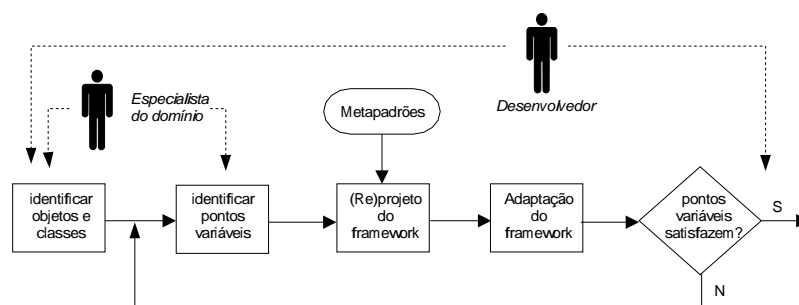 Especialista
do domínio
Desenvolvedor
Metapadrões
identificar
objetos e
classes
identificar
pontos
variáveis
(Re)projeto
do
framework
Adaptação
do
framework
pontos
variáveis
satisfazem?
S
N